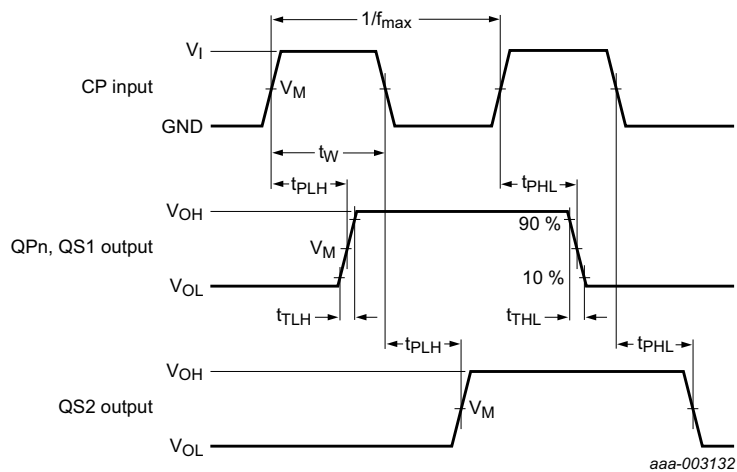 1/fmax
VI
CP input
VM
GND
tW
tPLH
tPHL
VOH
90 %
QPn, QS1 output
VM
10 %
VOL
tTLH
tTHL
tPLH
tPHL
VOH
QS2 output
VM
VOL
aaa-003132